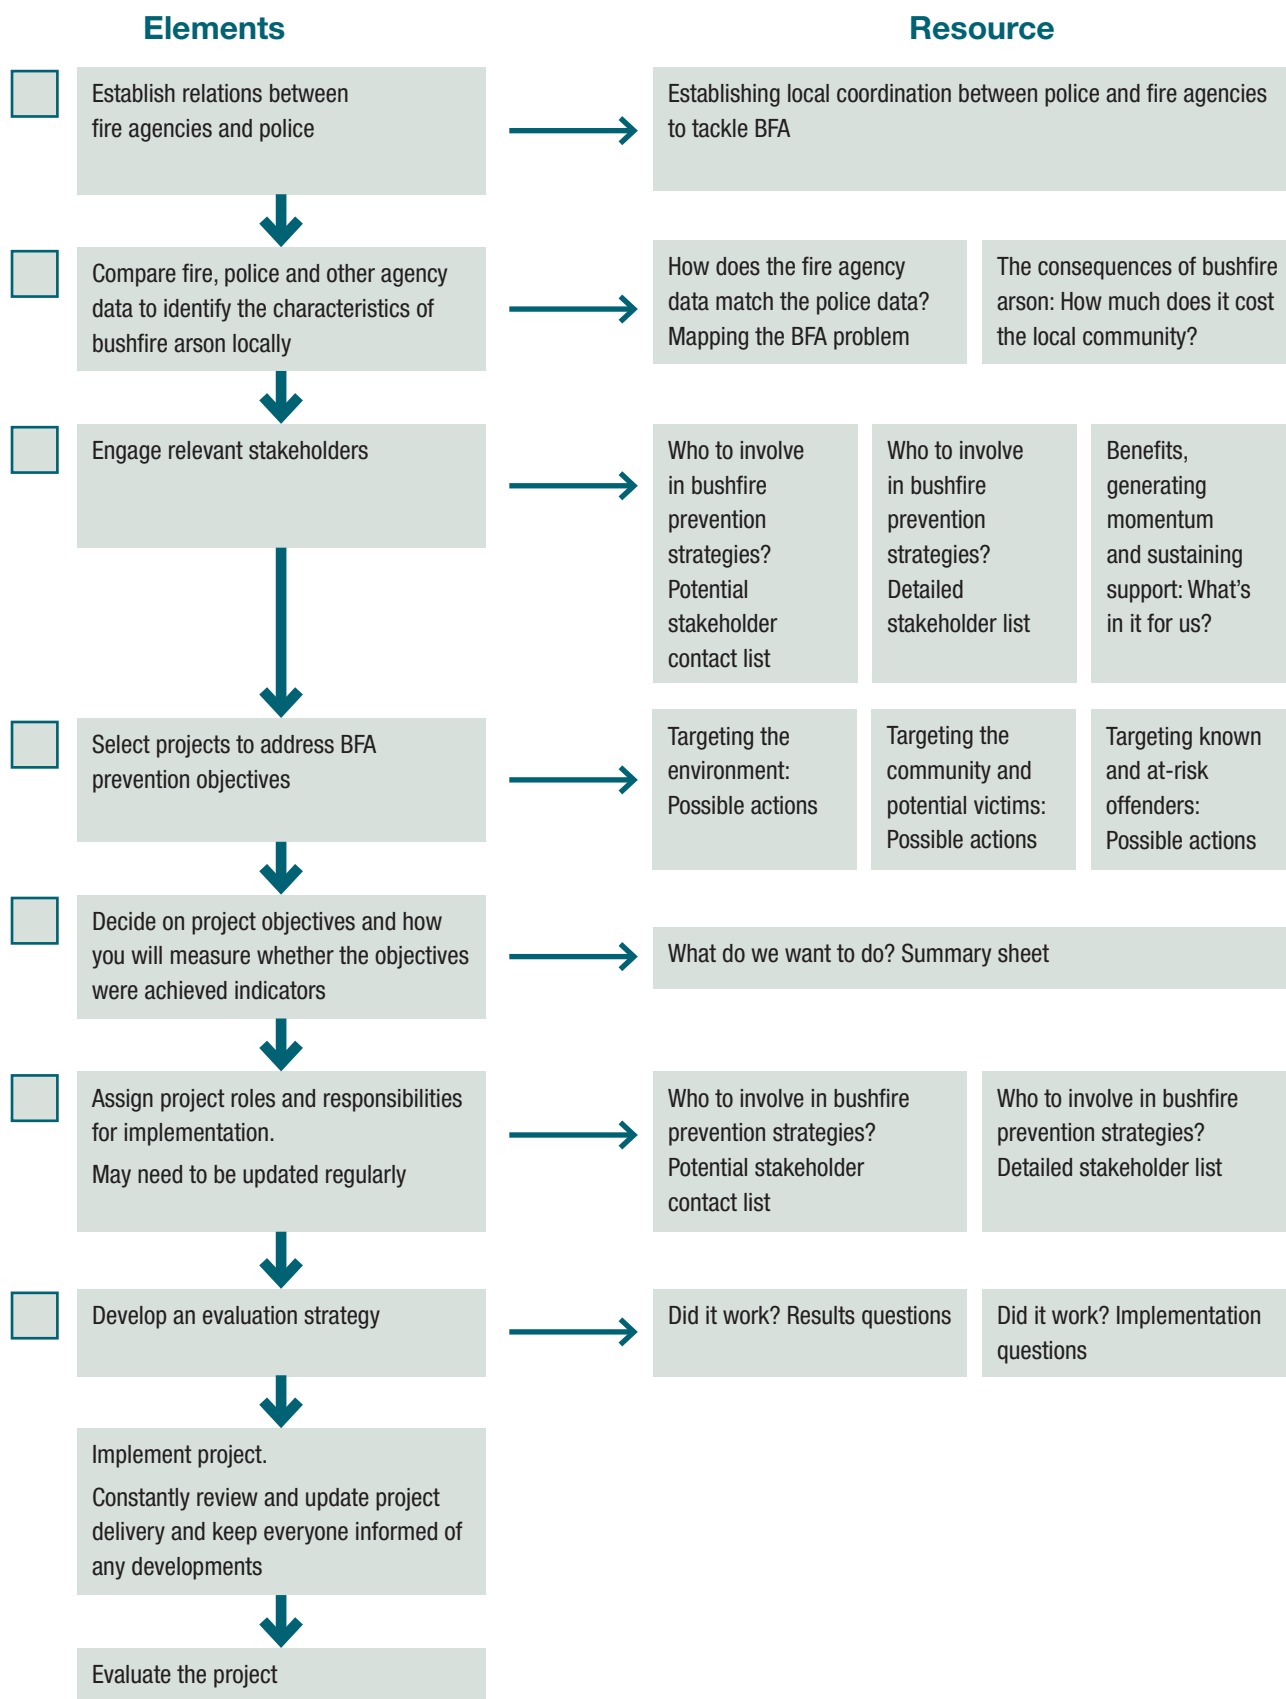 Elements
Resource
Establish relations between
fire agencies and police
Establishing local coordination between police and fire agencies
to tackle BFA
Compare fire, police and other agency
data to identify the characteristics of
bushfire arson locally
How does the fire agency
data match the police data?
Mapping the BFA problem
The consequences of bushfire
arson: How much does it cost
the local community?
Engage relevant stakeholders
Who to involve
in bushfire
prevention
strategies?
Potential
stakeholder
contact list
Who to involve
in bushfire
prevention
strategies?
Detailed
stakeholder list
Benefits,
generating
momentum
and sustaining
support: What’s
in it for us?
Select projects to address BFA
prevention objectives
Targeting the
environment:
Possible actions
Targeting the
community and
potential victims:
Possible actions
Targeting known
and at-risk
offenders:
Possible actions
Decide on project objectives and how
you will measure whether the objectives
were achieved indicators
What do we want to do? Summary sheet
Assign project roles and responsibilities
for implementation.
May need to be updated regularly
Who to involve in bushfire
prevention strategies?
Potential stakeholder
contact list
Who to involve in bushfire
prevention strategies?
Detailed stakeholder list
Develop an evaluation strategy
Did it work? Results questions
Did it work? Implementation
questions
Implement project.
Constantly review and update project
delivery and keep everyone informed of
any developments
Evaluate the project